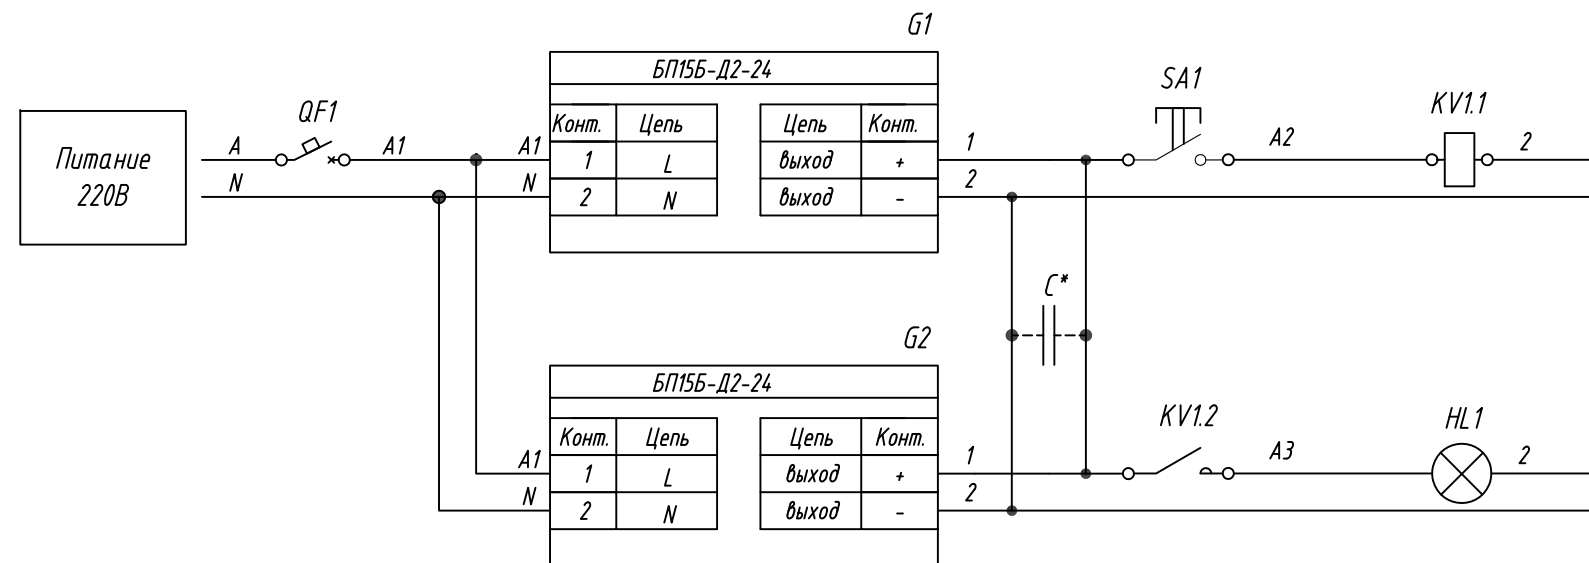 G1
БП15Б-Д2-24
SA1
KV1.1
QF1
Конт. Цепь Цепь Конт.
Питание
220В
A A1 A1 1 L выход + 1 A2 2
N N 2 N выход - 2
C*
G2
БП15Б-Д2-24
KV1.2 HL1
Конт. Цепь Цепь Конт.
A1 1 L выход + 1 A3 2
N 2 N выход - 2